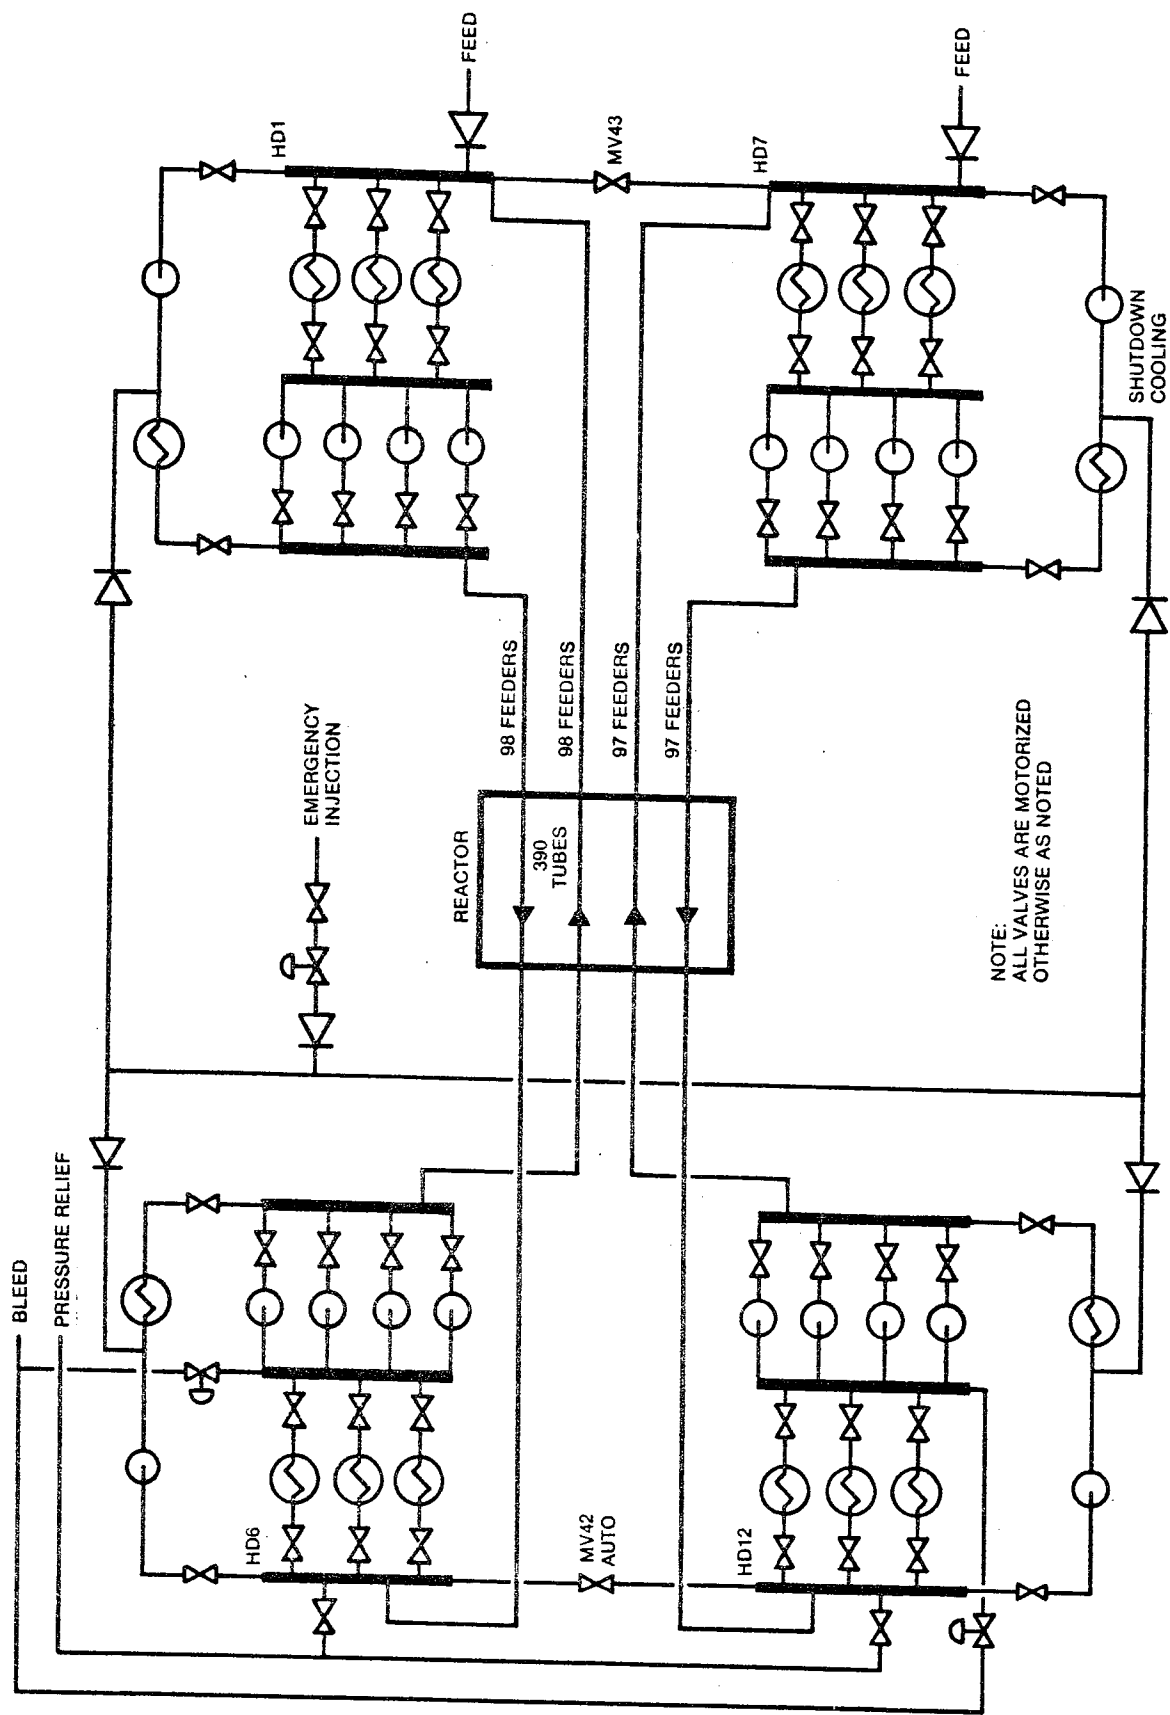 BLEED
PRESSURE RELIEF
HD6
MV42
AUTO
HD12
EMERGENCY
INJECTION
REACTOR
390
TUBES
98 FEEDERS
98 FEEDERS
97 FEEDERS
97 FEEDERS
NOTE:
ALL VALVES ARE MOTORIZED
OTHERWISE AS NOTED
HD1
FEED
MV43
HD7
FEED
SHUTDOWN
COOLING